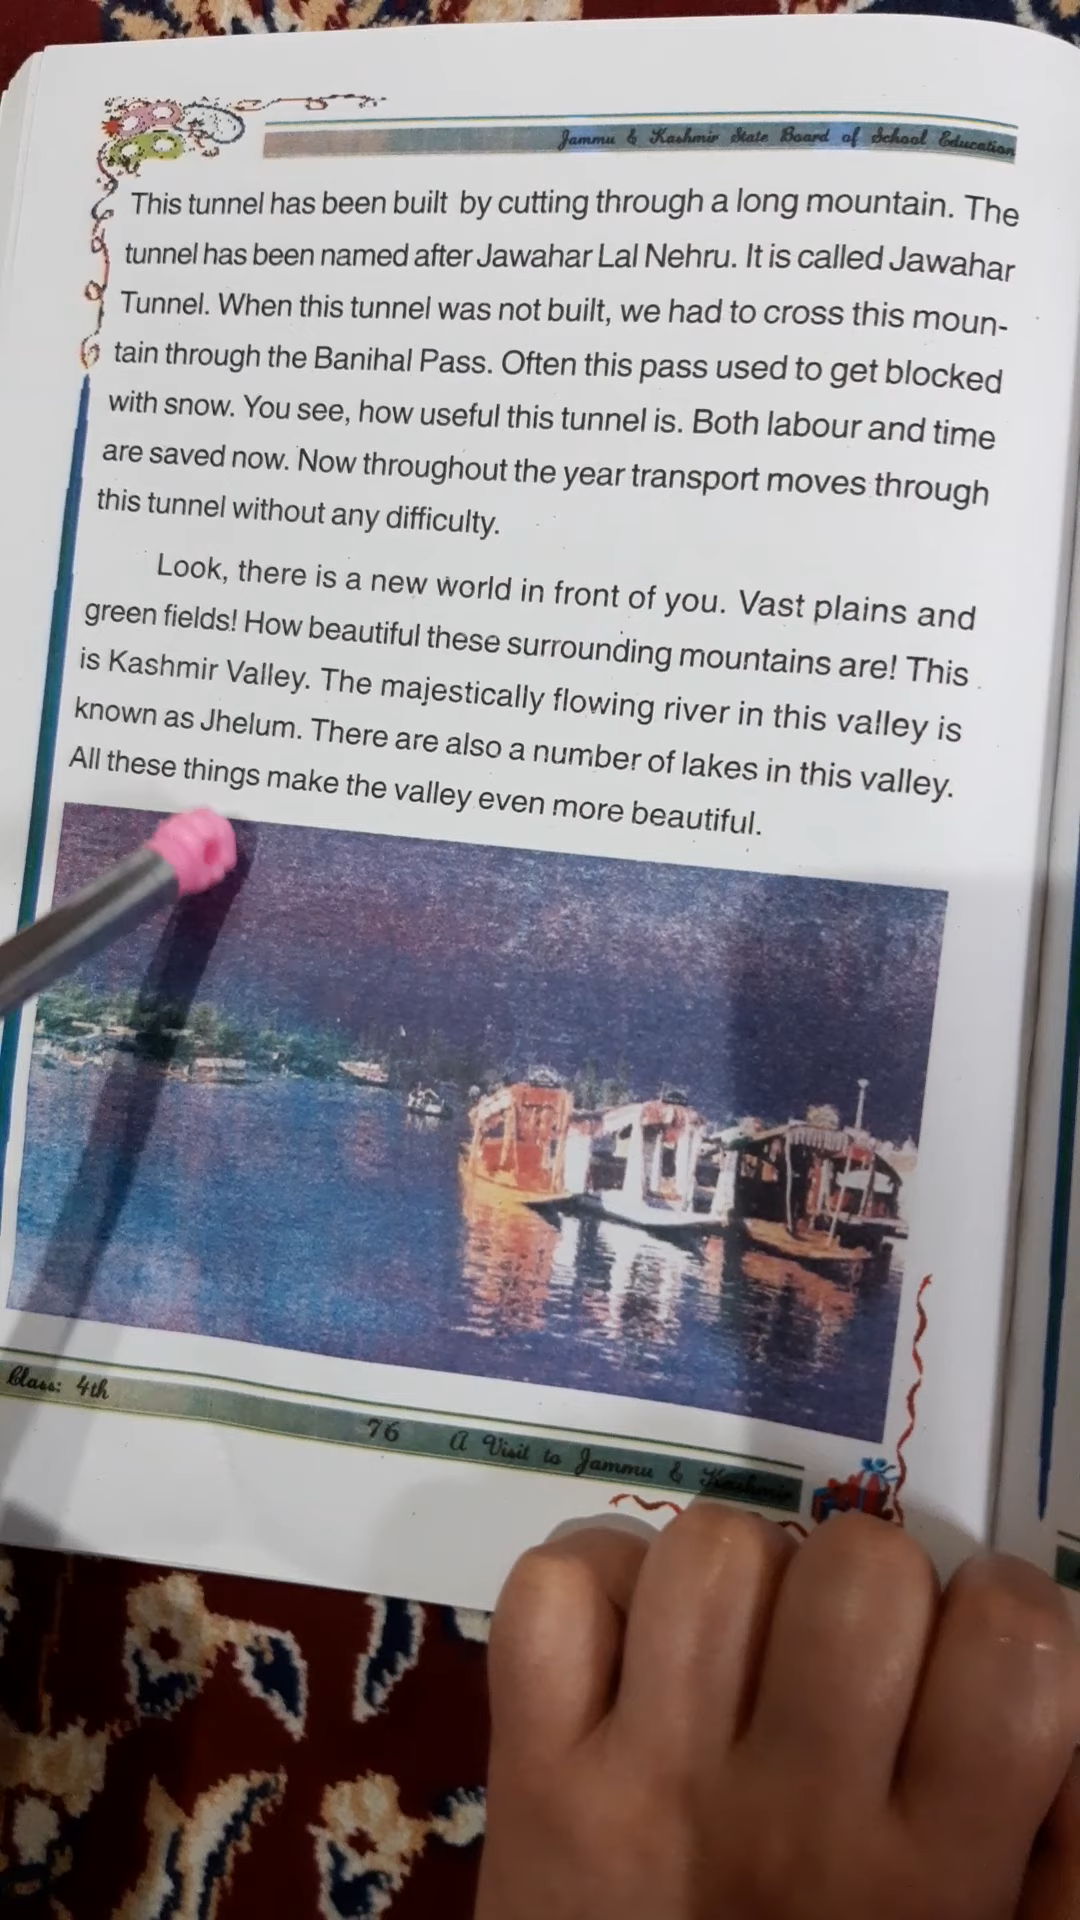 Jammu & Kashmir State Board of School Education
This tunnel has been built by cutting through a long mountain. The
tunnel has been named after Jawahar Lal Nehru. It is called Jawahar
Tunnel. When this tunnel was not built, we had to cross this moun-
tain through the Banihal Pass. Often this pass used to get blocked
with snow. You see, how useful this tunnel is. Both labour and time
are saved now. Now throughout the year transport moves through
this tunnel without any difficulty.
Look, there is a new world in front of you. Vast plains and
green fields! How beautiful these surrounding mountains are! This
is Kashmir Valley. The majestically flowing river in this valley is
known as Jhelum. There are also a number of lakes in this valley.
All these things make the valley even more beautiful.
Class: 4th
76 A Visit to Jammu & Kashmir